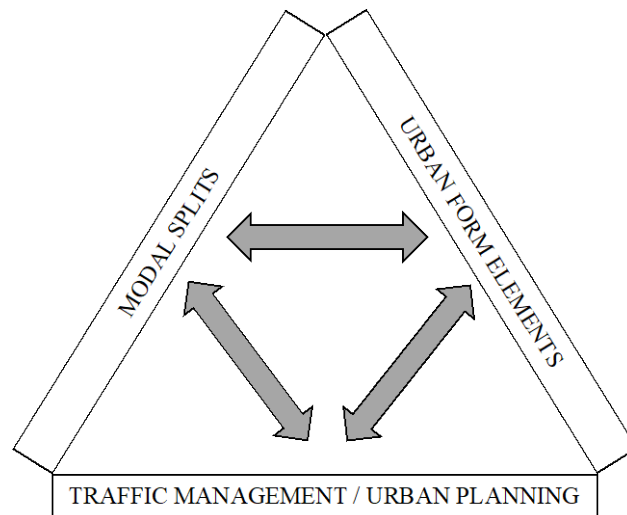 MODAL SPLITS
URBAN FORM ELEMENTS
TRAFFIC MANAGEMENT / URBAN PLANNING